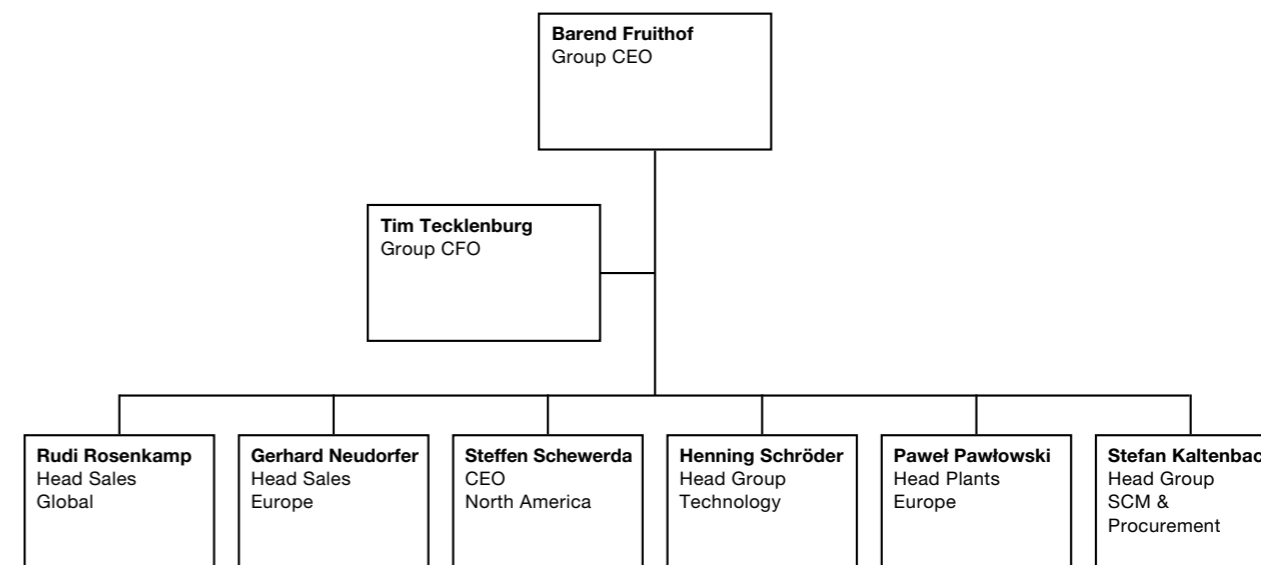 Barend Fruithof
Group CEO
Tim Tecklenburg
Group CFO
Rudi Rosenkamp
Head Sales
Global
Gerhard Neudorfer
Head Sales
Europe
Steffen Schewerda
CEO
North America
Henning Schröder
Head Group
Technology
Paweł Pawłowski
Head Plants
Europe
Stefan
Head Group
SCM &
Procurement